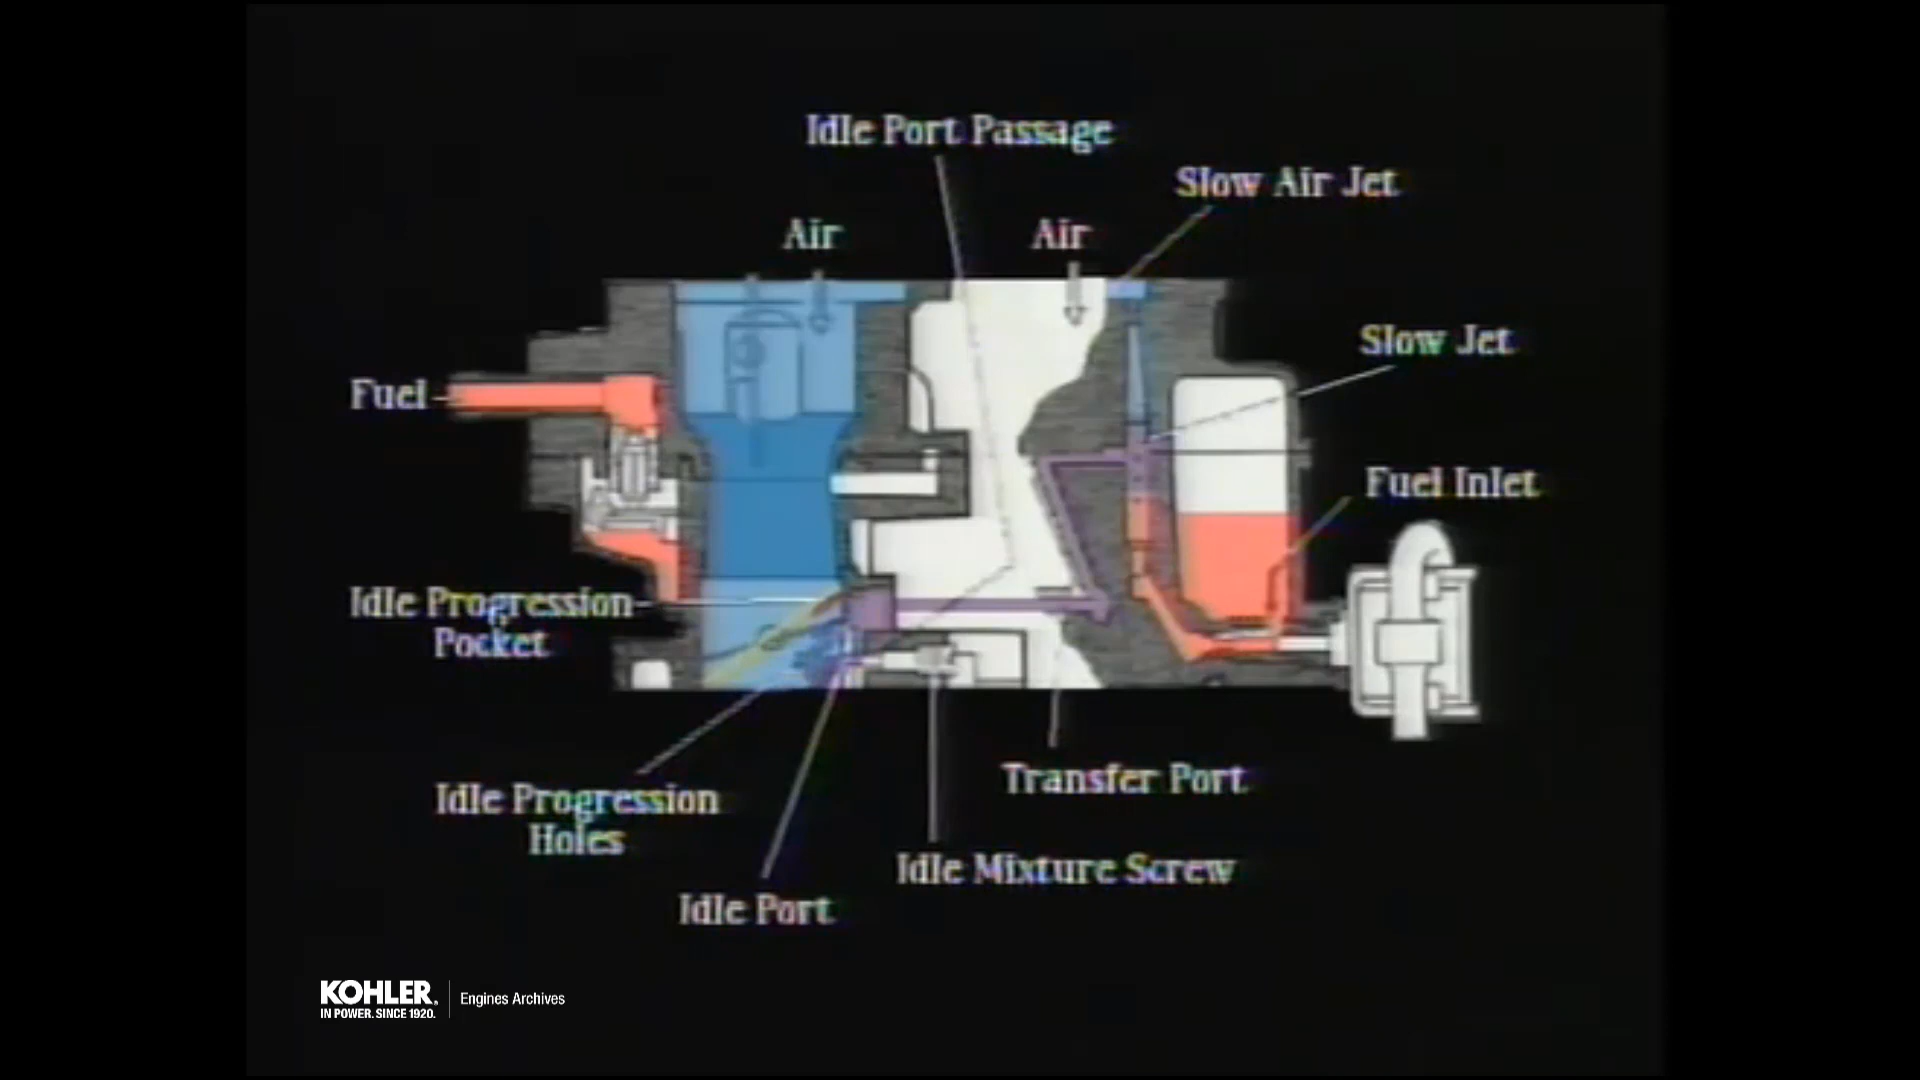 Idle Port Passage
Slow Air Jet
Air
Air
Slow Jet
Fuel
Fuel Inlet
Idle Progression
Pocket
Transfer Port
Idle Progression
Holes
Idle Mixture Screw
Idle Port
KOHLER.
IN POWER. SINCE 1920.
Engines Archives